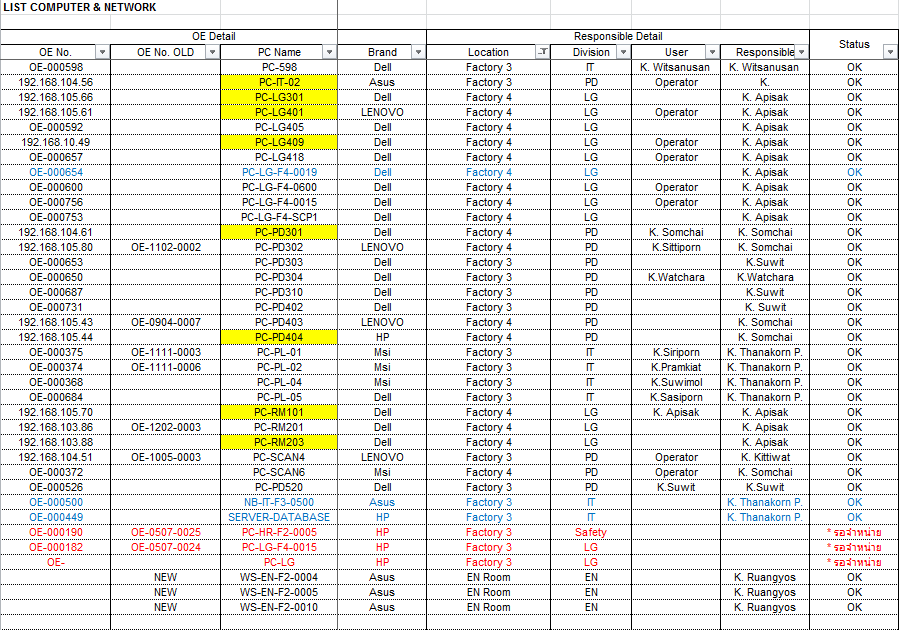 LIST COMPUTER & NETWORK
OE Detail Responsible Detail Status
OE No. OE No. OLD PC Name Brand Location Division User Responsible
OE-000598 PC-598 Dell Factory 3 IT K. Witsanusan K. Witsanusan OK
192.168.104.56 PC-IT-02 Asus Factory 3 PD Operator K. OK
192.168.105.66 PC-LG301 Dell Factory 4 LG K. Apisak OK
192.168.105.61 PC-LG401 LENOVO Factory 4 LG Operator K. Apisak OK
OE-000592 PC-LG405 Dell Factory 4 LG K. Apisak OK
192.168.10.49 PC-LG409 Dell Factory 4 LG Operator K. Apisak OK
OE-000657 PC-LG418 Dell Factory 4 LG Operator K. Apisak OK
OE-000654 PC-LG-F4-0019 Dell Factory 4 LG K. Apisak OK
OE-000600 PC-LG-F4-0600 Dell Factory 4 LG Operator K. Apisak OK
OE-000756 PC-LG-F4-0015 Dell Factory 4 LG Operator K. Apisak OK
OE-000753 PC-LG-F4-SCP1 Dell Factory 4 LG K. Apisak OK
192.168.104.61 PC-PD301 Dell Factory 4 PD K. Somchai K. Somchai OK
192.168.105.80 OE-1102-0002 PC-PD302 LENOVO Factory 4 PD K.Sittiporn K. Somchai OK
OE-000653 PC-PD303 Dell Factory 3 PD K.Suwit OK
OE-000650 PC-PD304 Dell Factory 3 PD K.Watchara K.Watchara OK
OE-000687 PC-PD310 Dell Factory 3 PD K.Suwit OK
OE-000731 PC-PD402 Dell Factory 3 PD K. Suwit OK
192.168.105.43 OE-0904-0007 PC-PD403 LENOVO Factory 4 PD K. Somchai OK
192.168.105.44 PC-PD404 HP Factory 4 PD K. Somchai OK
OE-000375 OE-1111-0003 PC-PL-01 Msi Factory 3 IT K.Siriporn K. Thanakorn P. OK
OE-000374 OE-1111-0006 PC-PL-02 Msi Factory 3 IT K.Pramkiat K. Thanakorn P. OK
OE-000368 PC-PL-04 Msi Factory 3 IT K.Suwimol K. Thanakorn P. OK
OE-000684 PC-PL-05 Dell Factory 3 IT K.Sasiporn K. Thanakorn P. OK
192.168.105.70 PC-RM101 Dell Factory 4 LG K. Apisak K. Apisak OK
192.168.103.86 OE-1202-0003 PC-RM201 Dell Factory 4 LG K. Apisak OK
192.168.103.88 PC-RM203 Dell Factory 4 LG K. Apisak OK
192.168.104.51 OE-1005-0003 PC-SCAN4 LENOVO Factory 3 PD Operator K. Kittiwat OK
OE-000372 PC-SCAN6 Msi Factory 4 PD Operator K. Somchai OK
OE-000526 PC-PD520 Dell Factory 3 PD K.Suwit K.Suwit OK
OE-000500 NB-IT-F3-0500 Asus Factory 3 IT K. Thanakorn P. OK
OE-000449 SERVER-DATABASE HP Factory 3 IT K. Thanakorn P. OK
OE-000190 OE-0507-0025 PC-HR-F2-0005 HP Factory 3 Safety * รอจำหน่าย
OE-000182 OE-0507-0024 PC-LG-F4-0015 HP Factory 3 LG * รอจำหน่าย
OE- PC-LG HP Factory 3 LG * รอจำหน่าย
NEW WS-EN-F2-0004 Asus EN Room EN K. Ruangyos OK
NEW WS-EN-F2-0005 Asus EN Room EN K. Ruangyos OK
NEW WS-EN-F2-0010 Asus EN Room EN K. Ruangyos OK